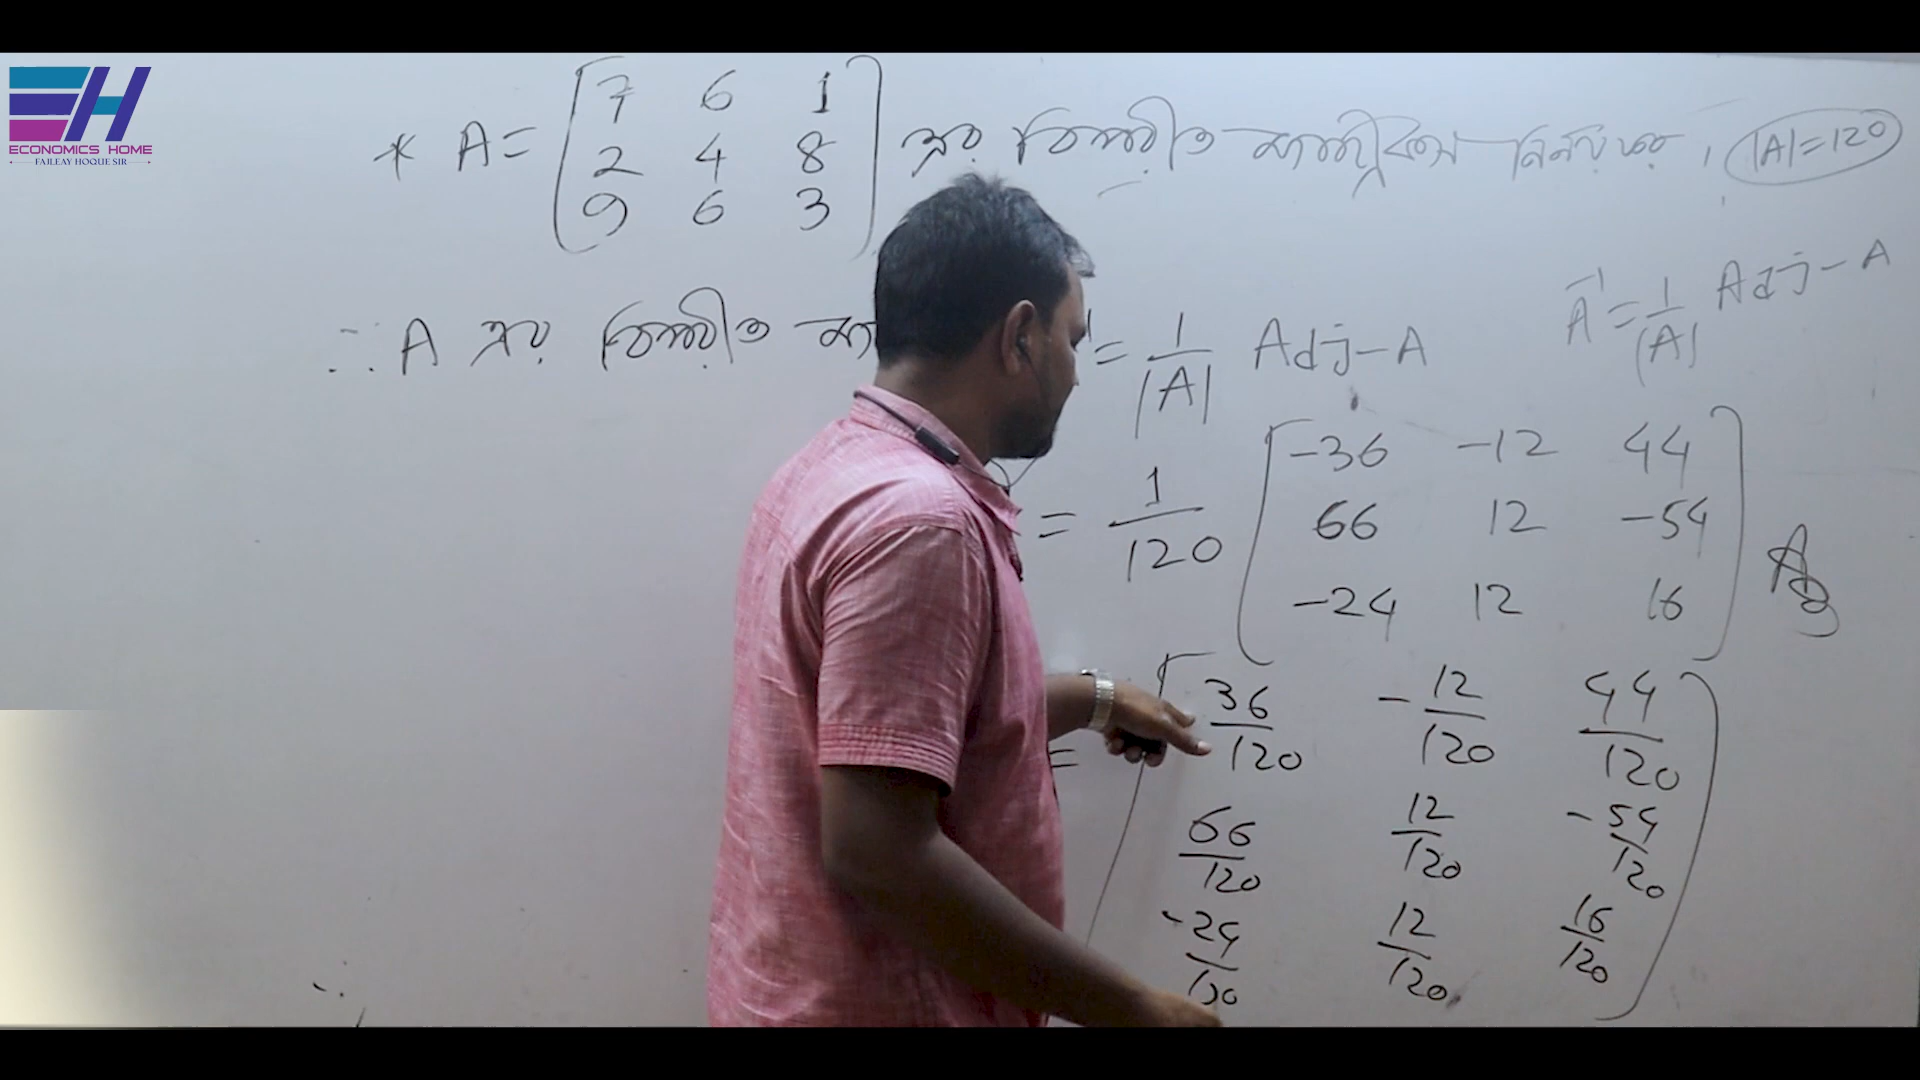 EH
ECONOMICS HOME
FAILEAY HOQUE SIR
* A = [7 6 1
2 4 8
9 6 3] এর বিপরীত ম্যাট্রিক্স নির্ণয় কর। |A|=120
A⁻¹ = 1/|A| Adj-A
∴ A এর বিপরীত = 1/|A| Adj-A
= 1/120 [-36 -12 44
66 12 -54
-24 12 16]
= [36/120 -12/120 44/120
66/120 12/120 -54/120
-24/120 12/120 16/120]